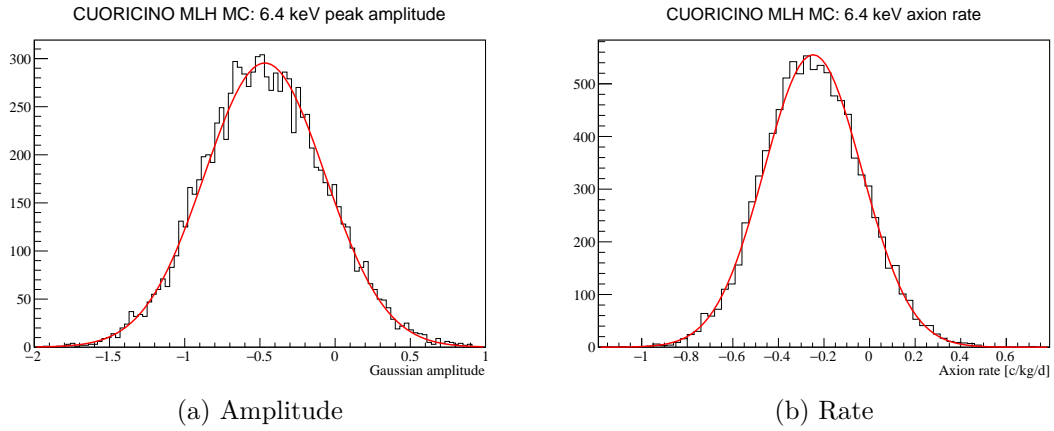 CUORICINO MLH MC: 6.4 keV peak amplitude
300
250
200
150
100
50
0
−2 −1.5 −1 −0.5 0 0.5 1
Gaussian amplitude
(a) Amplitude
CUORICINO MLH MC: 6.4 keV axion rate
500
400
300
200
100
0
−1 −0.8 −0.6 −0.4 −0.2 0 0.2 0.4 0.6
Axion rate [c/kg/d]
(b) Rate